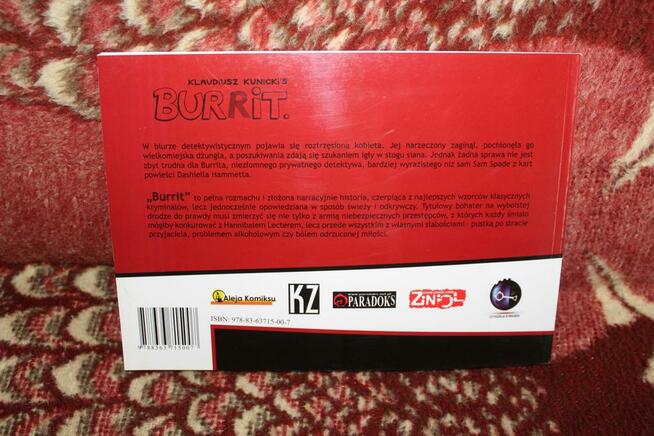 KLAUDIUSZ KUNICKI'S
BURRIT.
W biurze detektywistycznym pojawia się roztrzęsiona kobieta. Jej narzeczony zaginął, pochłonęła go
wielkomiejska dżungla, a poszukiwania zdają się szukaniem igły w stogu siana. Jednak żadna sprawa nie jest
zbyt trudna dla Burrita, niezłomnego prywatnego detektywa, bardziej wyrazistego niż sam Sam Spade z kart
powieści Dashiella Hammetta.
„Burrit" to pełna rozmachu i złożona narracyjnie historia, czerpiąca z najlepszych wzorców klasycznych
kryminałów, lecz jednocześnie opowiedziana w sposób świeży i odkrywczy. Tytułowy bohater na wyboistej
drodze do prawdy musi zmierzyć się nie tylko z armią niebezpiecznych przestępców, z których każdy śmiało
mógłby konkurować z Hannibalem Lecterem, lecz przede wszystkim z własnymi słabościami - pustką po stracie
przyjaciela, problemem alkoholowym czy bólem odrzuconej miłości.
Aleja Komiksu
KZ
PARADOKS
ZiNiOL
ISBN: 978-83-63715-00-7
9 788363 715007